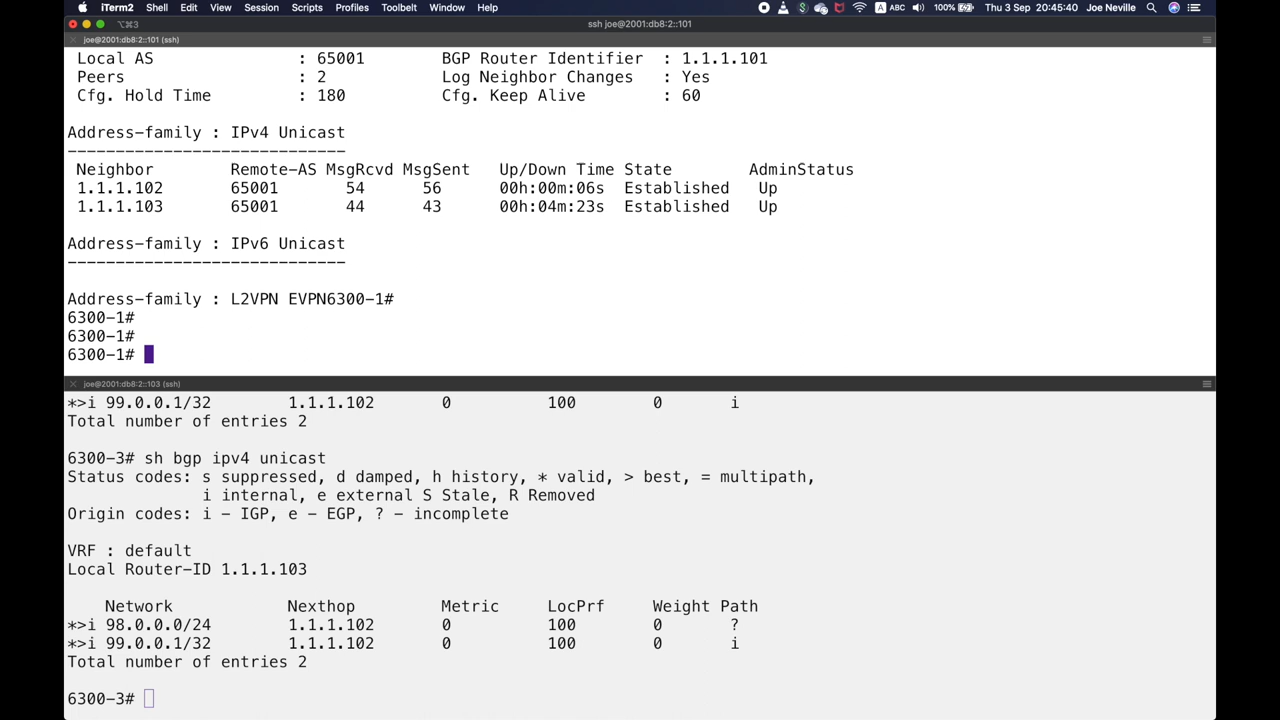 iTerm2 Shell Edit View Session Scripts Profiles Toolbelt Window Help A ABC 100% Thu 3 Sep 20:45:40 Joe Neville
⌥⌘3 ssh joe@2001:db8:2::101
joe@2001:db8:2::101 (ssh)
Local AS : 65001 BGP Router Identifier : 1.1.1.101
Peers : 2 Log Neighbor Changes : Yes
Cfg. Hold Time : 180 Cfg. Keep Alive : 60
Address-family : IPv4 Unicast
-----------------------------
Neighbor Remote-AS MsgRcvd MsgSent Up/Down Time State AdminStatus
1.1.1.102 65001 54 56 00h:00m:06s Established Up
1.1.1.103 65001 44 43 00h:04m:23s Established Up
Address-family : IPv6 Unicast
-----------------------------
Address-family : L2VPN EVPN6300-1#
6300-1#
6300-1#
6300-1#
joe@2001:db8:2::103 (ssh)
*>i 99.0.0.1/32 1.1.1.102 0 100 0 i
Total number of entries 2
6300-3# sh bgp ipv4 unicast
Status codes: s suppressed, d damped, h history, * valid, > best, = multipath,
i internal, e external S Stale, R Removed
Origin codes: i - IGP, e - EGP, ? - incomplete
VRF : default
Local Router-ID 1.1.1.103
Network Nexthop Metric LocPrf Weight Path
*>i 98.0.0.0/24 1.1.1.102 0 100 0 ?
*>i 99.0.0.1/32 1.1.1.102 0 100 0 i
Total number of entries 2
6300-3#